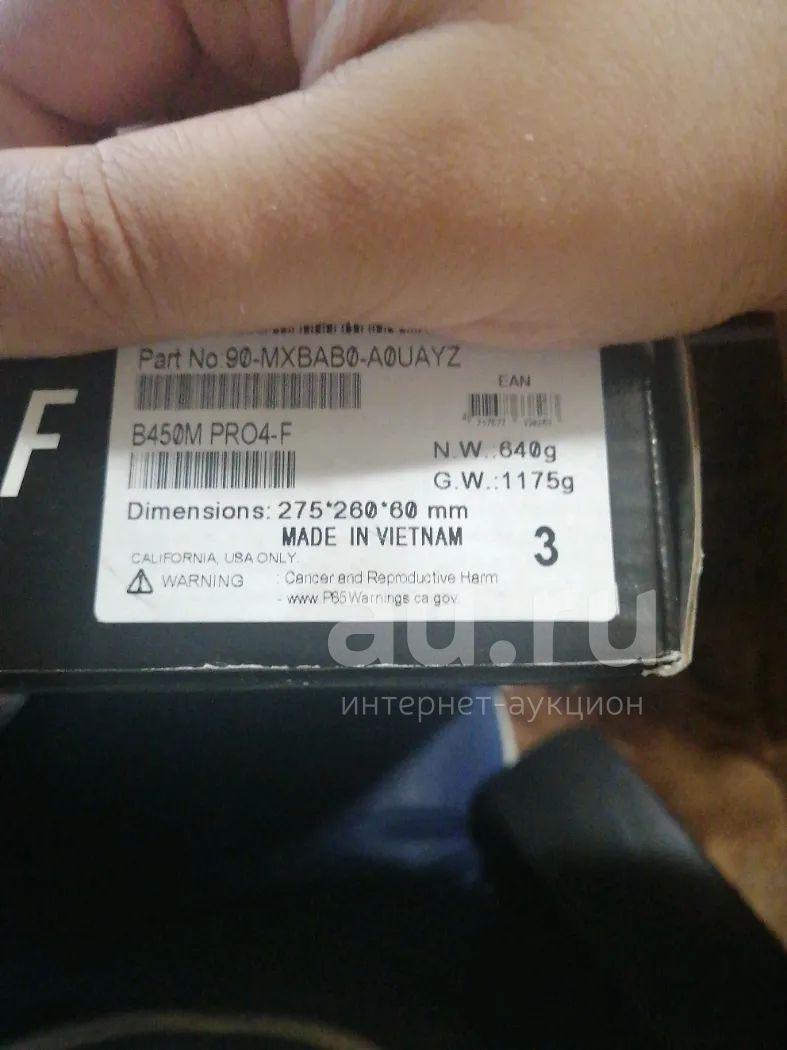 Part No.90-MXBAB0-A0UAYZ
EAN
B450M PRO4-F
N.W.:640g
G.W.:1175g
F
Dimensions: 275*260*60 mm
MADE IN VIETNAM
3
CALIFORNIA, USA ONLY.
WARNING : Cancer and Reproductive Harm
- www.P65Warnings.ca.gov
au.ru
интернет-аукцион